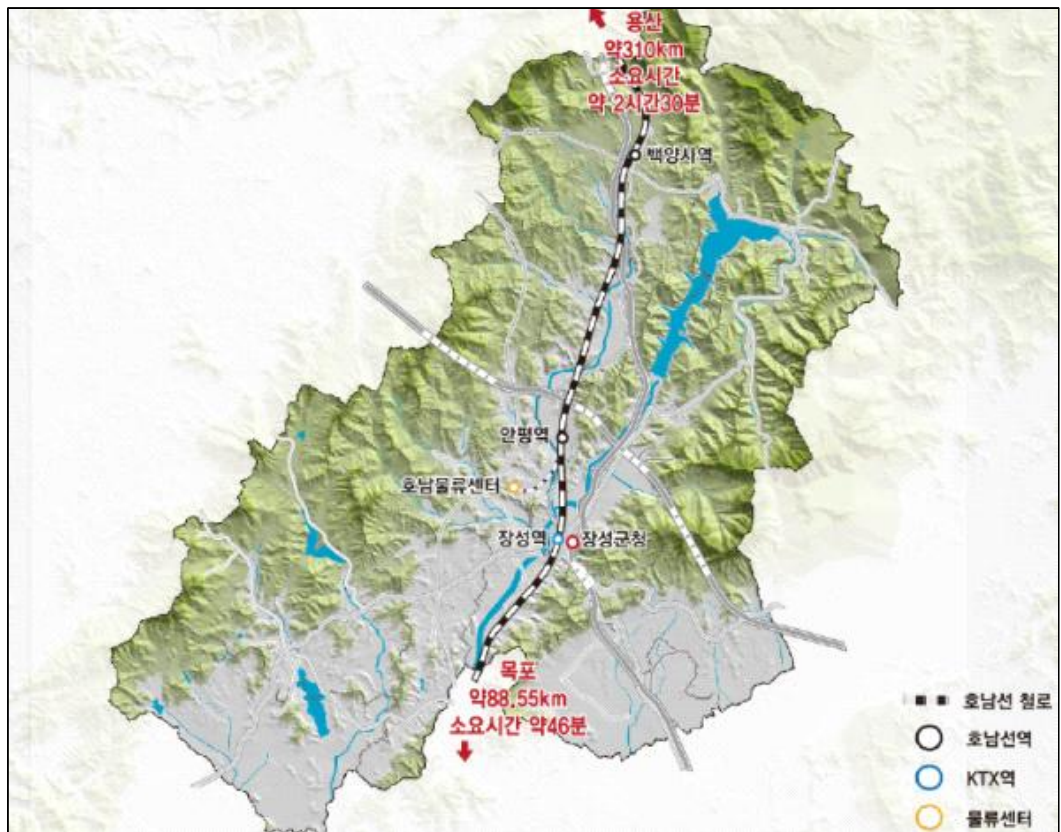 용산
약310km
소요시간
약 2시간30분
백양사역
안평역
호남물류센터
장성역
장성군청
목포
약88.55km
소요시간 약46분
호남선 철로
호남선역
KTX역
물류센터